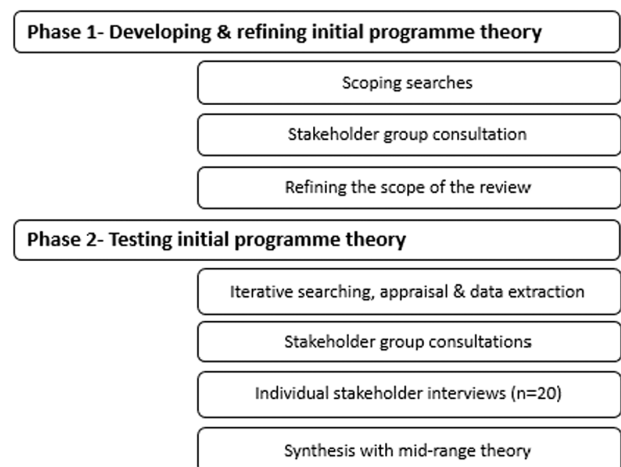 Phase 1- Developing & refining initial programme theory
Scoping searches
Stakeholder group consultation
Refining the scope of the review
Phase 2- Testing initial programme theory
Iterative searching, appraisal & data extraction
Stakeholder group consultations
Individual stakeholder interviews (n=20)
Synthesis with mid-range theory